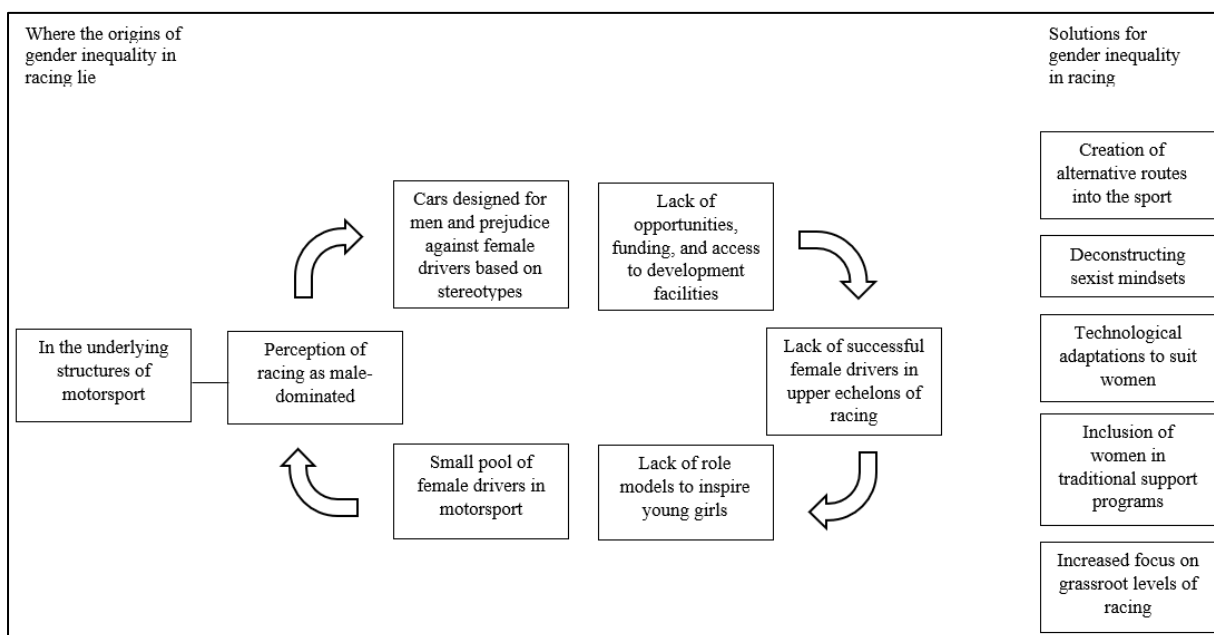 Where the origins of
gender inequality in
racing lie
Solutions for
gender inequality
in racing
Cars designed for
men and prejudice
against female
drivers based on
stereotypes
Lack of
opportunities,
funding, and access
to development
facilities
In the underlying
structures of
motorsport
Perception of
racing as male-
dominated
Lack of successful
female drivers in
upper echelons of
racing
Small pool of
female drivers in
motorsport
Lack of role
models to inspire
young girls
Creation of
alternative routes
into the sport
Deconstructing
sexist mindsets
Technological
adaptations to suit
women
Inclusion of
women in
traditional support
programs
Increased focus on
grassroot levels of
racing